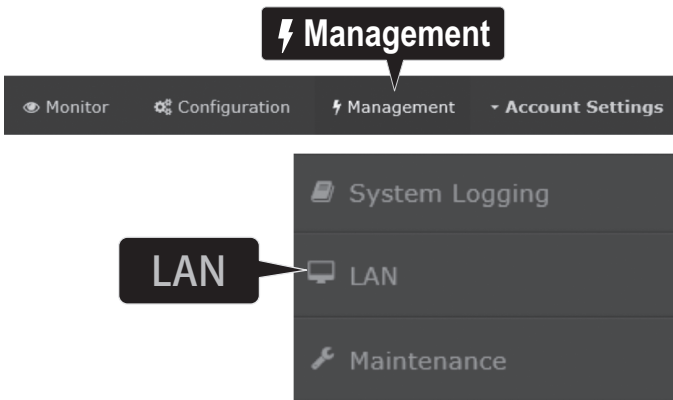 Management
Monitor Configuration Management Account Settings
System Logging
LAN LAN
Maintenance